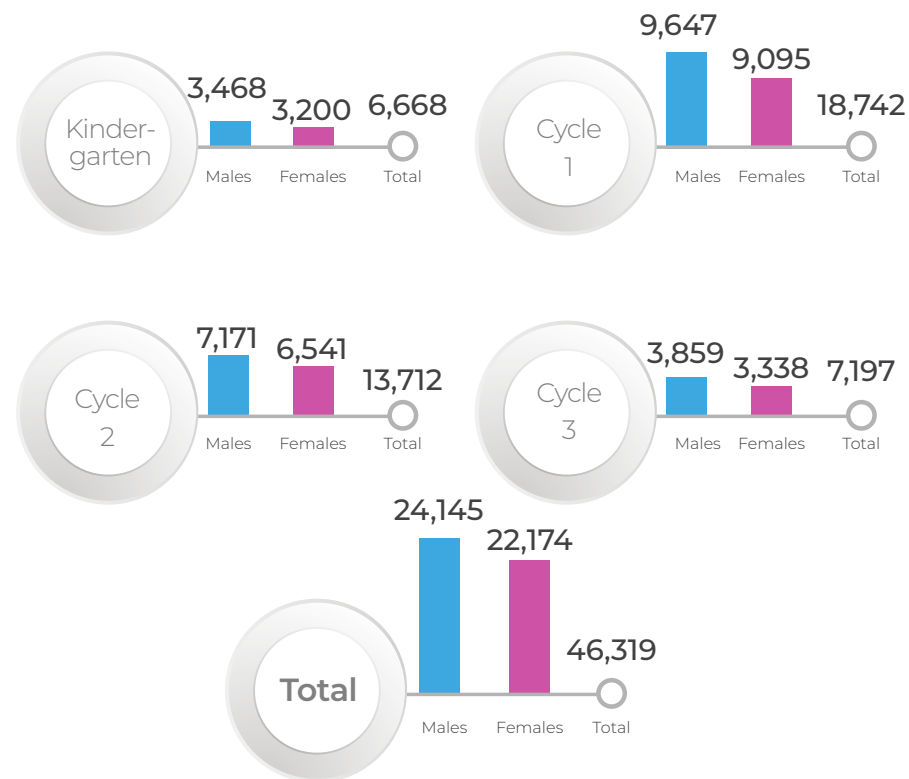 Kinder-
garten
3,468
3,200
6,668
Males
Females
Total
Cycle
1
9,647
9,095
18,742
Males
Females
Total
Cycle
2
7,171
6,541
13,712
Males
Females
Total
Cycle
3
3,859
3,338
7,197
Males
Females
Total
Total
24,145
22,174
46,319
Males
Females
Total